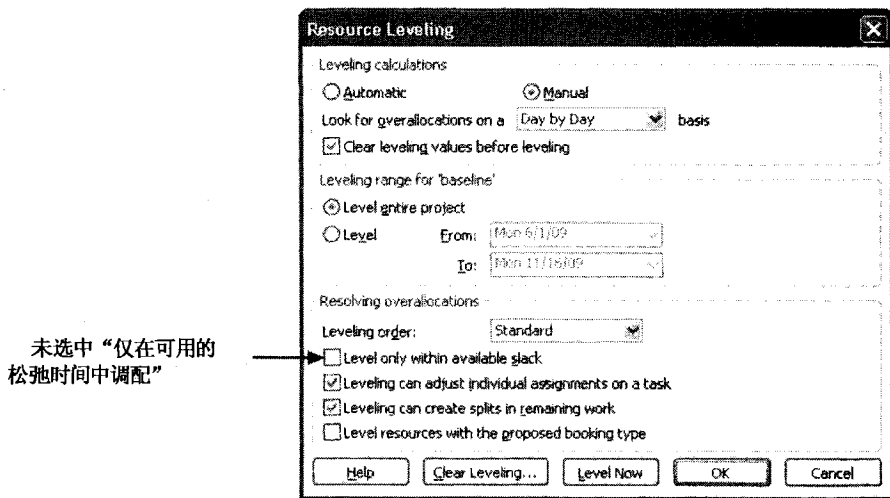 Resource Leveling
Leveling calculations
Automatic
Manual
Look for overallocations on a Day by Day basis
Clear leveling values before leveling
Leveling range for 'baseline'
Level entire project
Level From: Mon 6/1/09
To: Mon 11/16/09
Resolving overallocations
Leveling order: Standard
未选中“仅在可用的
松弛时间中调配”
Level only within available slack
Leveling can adjust individual assignments on a task
Leveling can create splits in remaining work
Level resources with the proposed booking type
Help
Clear Leveling...
Level Now
OK
Cancel